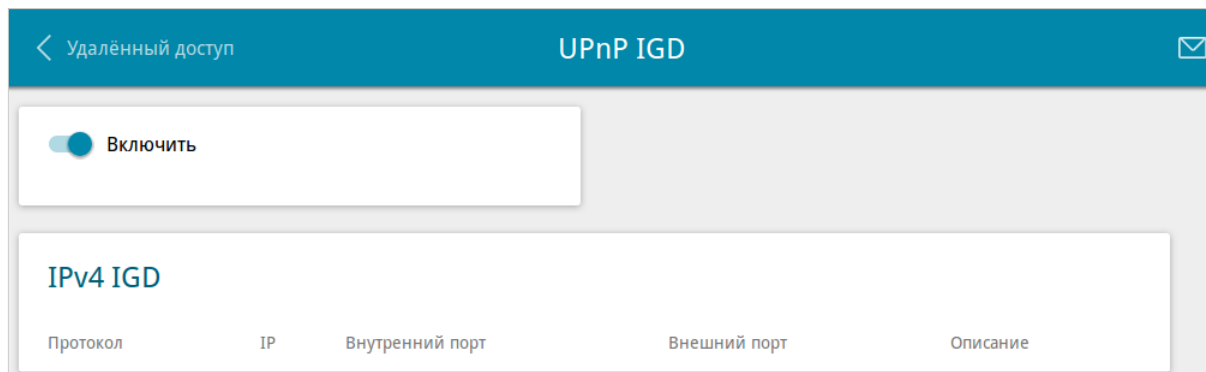 Удалённый доступ UPnP IGD
Включить
IPv4 IGD
Протокол IP Внутренний порт Внешний порт Описание